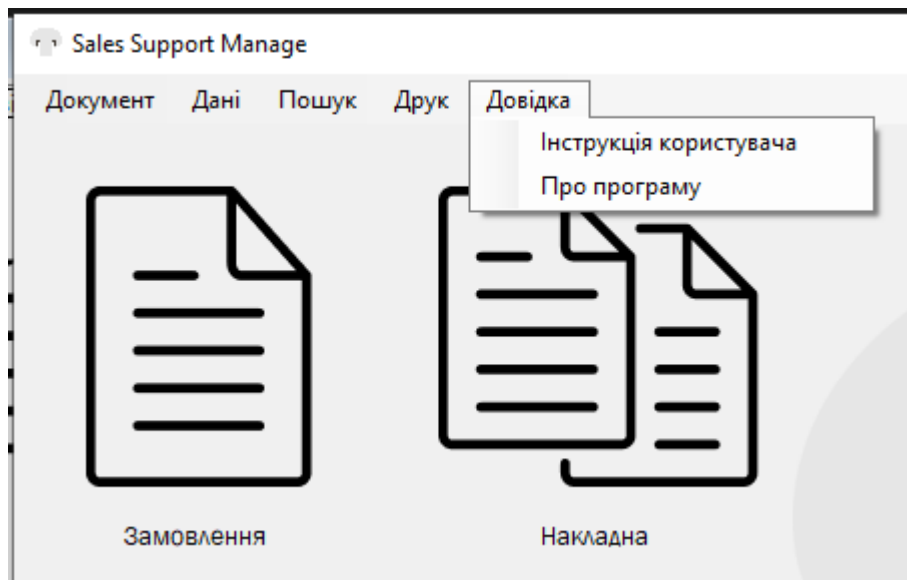 Sales Support Manage
Документ Дані Пошук Друк Довідка
Інструкція користувача
Про програму
Замовлення Накладна